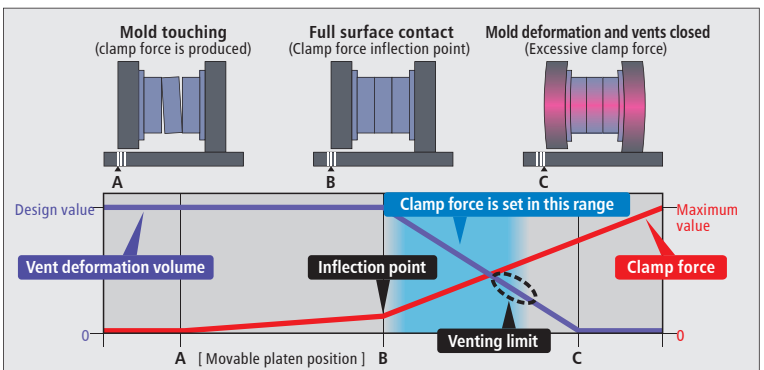 Mold touching
(clamp force is produced)
Full surface contact
(Clamp force inflection point)
Mold deformation and vents closed
(Excessive clamp force)
A
B
C
Design value
Clamp force is set in this range
Maximum
value
Vent deformation volume
Inflection point
Clamp force
Venting limit
0
0
A [ Movable platen position ] B
C